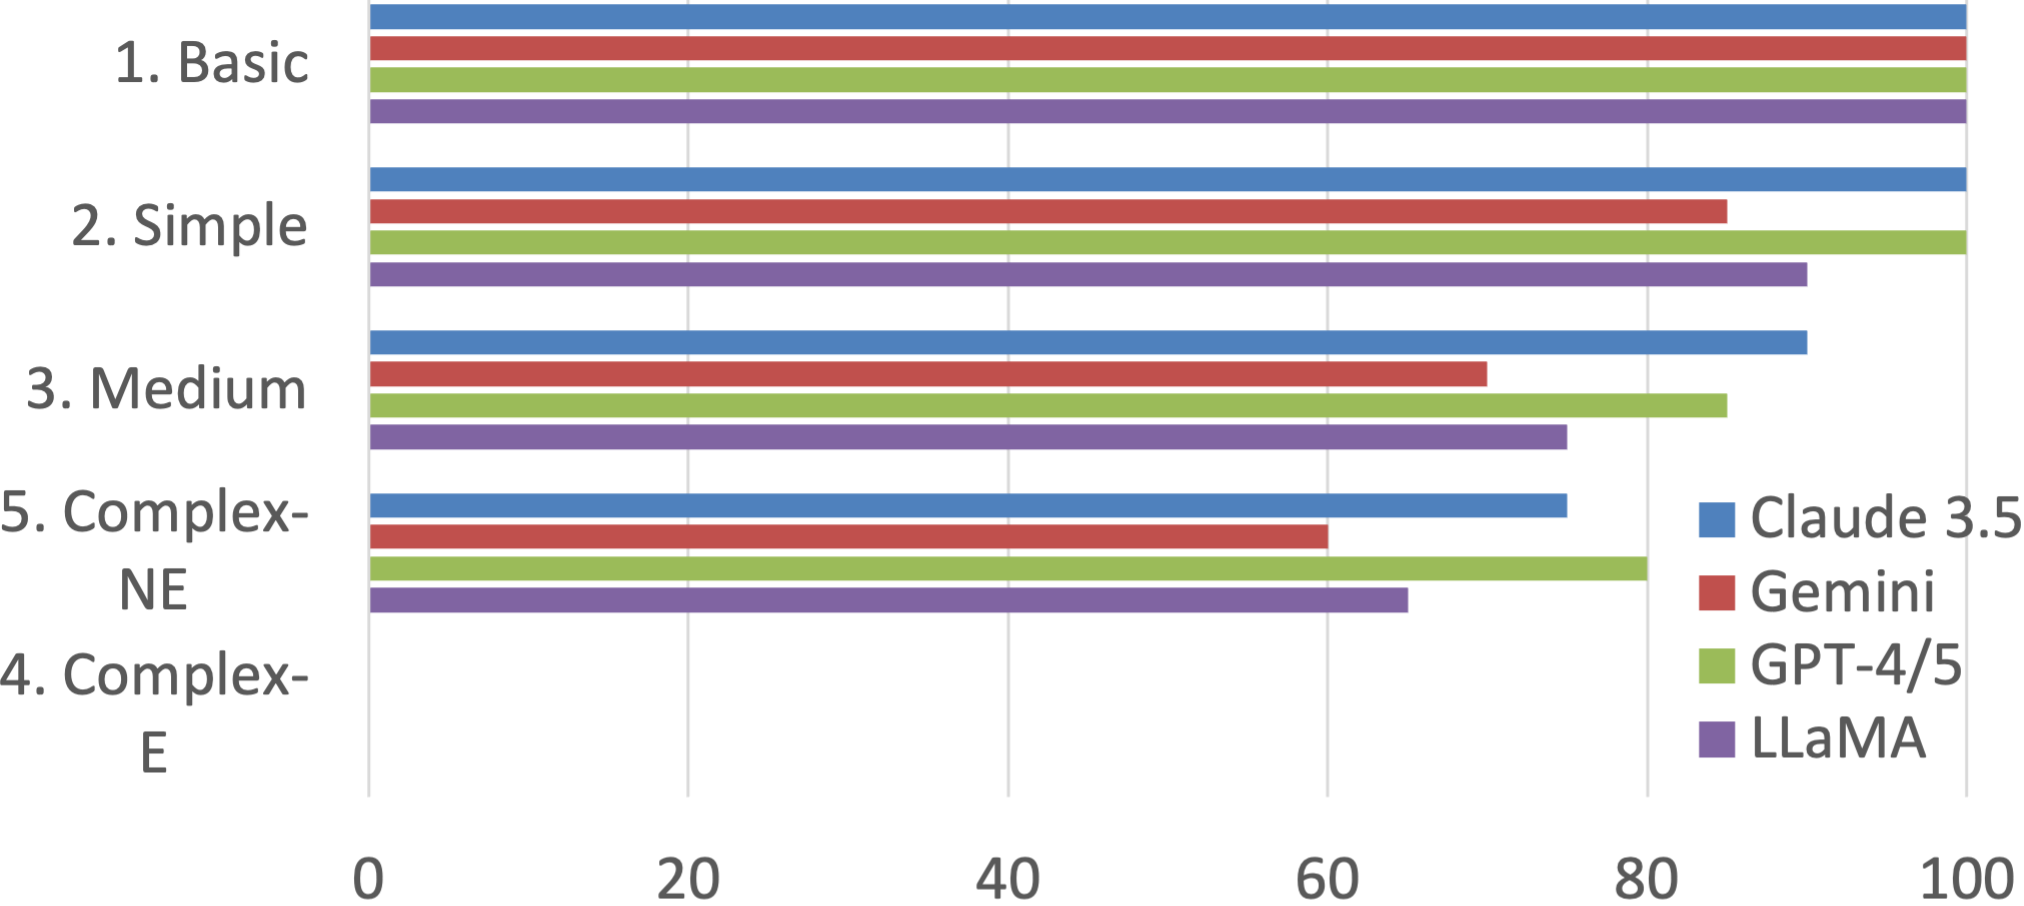 1. Basic
2. Simple
3. Medium
5. Complex-
NE
4. Complex-
E
Claude 3.5
Gemini
GPT-4/5
LLaMA
0 20 40 60 80 100